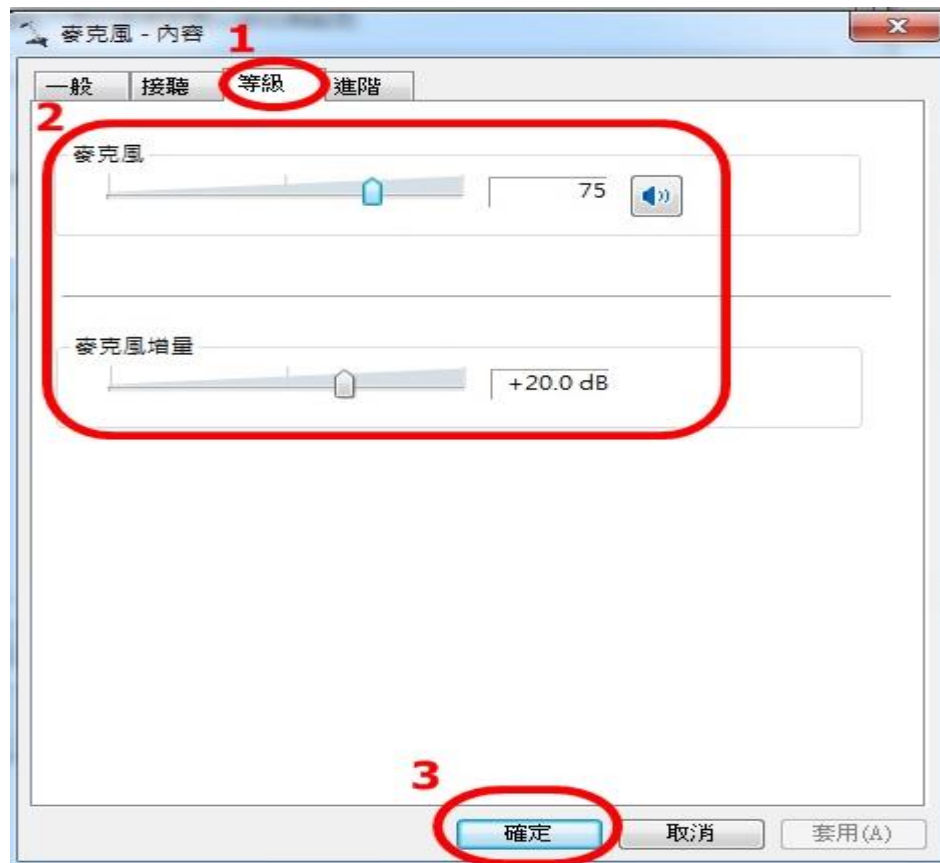 麥克風 - 內容
1
一般 接聽 等級 進階
2
麥克風
75
麥克風增量
+20.0 dB
3
確定 取消 套用(A)